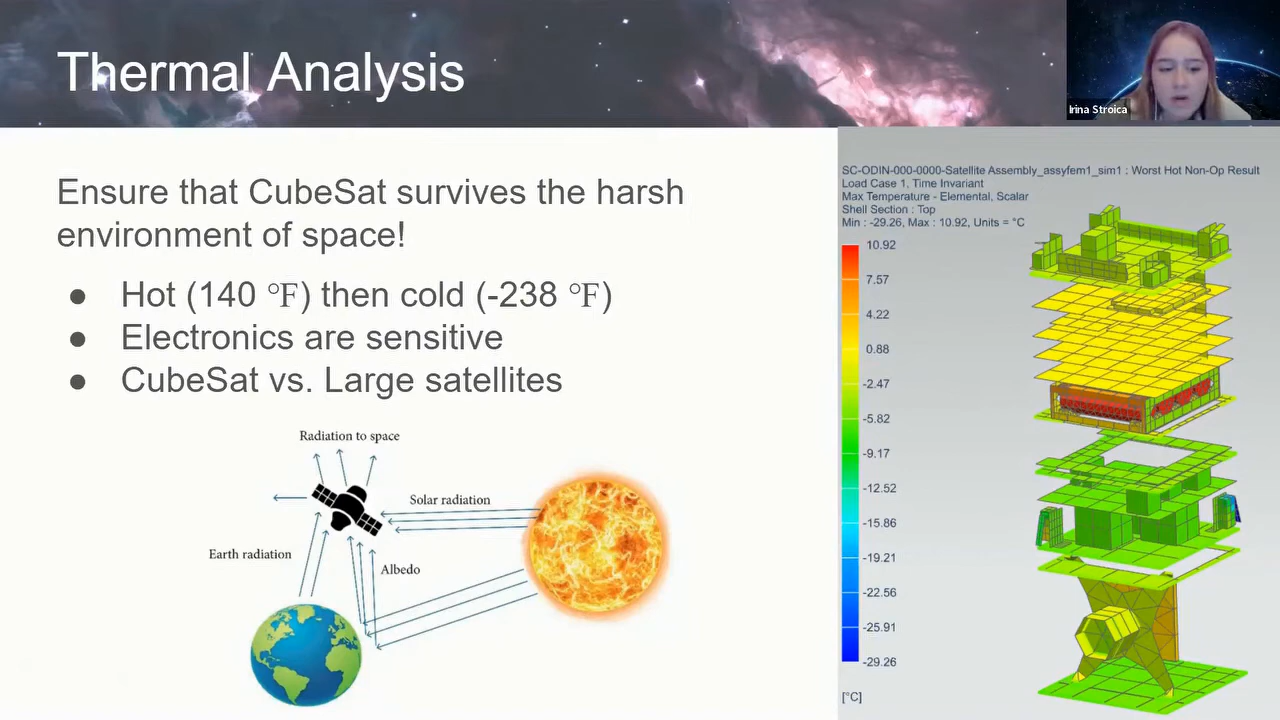 Thermal Analysis
Irina Stroica
Ensure that CubeSat survives the harsh
environment of space!
● Hot (140 °F) then cold (-238 °F)
● Electronics are sensitive
● CubeSat vs. Large satellites
Radiation to space
Solar radiation
Earth radiation
Albedo
SC-ODIN-000-0000-Satellite Assembly_assyfem1_sim1 : Worst Hot Non-Op Result
Load Case 1, Time Invariant
Max Temperature - Elemental, Scalar
Shell Section : Top
Min : -29.26, Max : 10.92, Units = °C
10.92
7.57
4.22
0.88
-2.47
-5.82
-9.17
-12.52
-15.86
-19.21
-22.56
-25.91
-29.26
[°C]